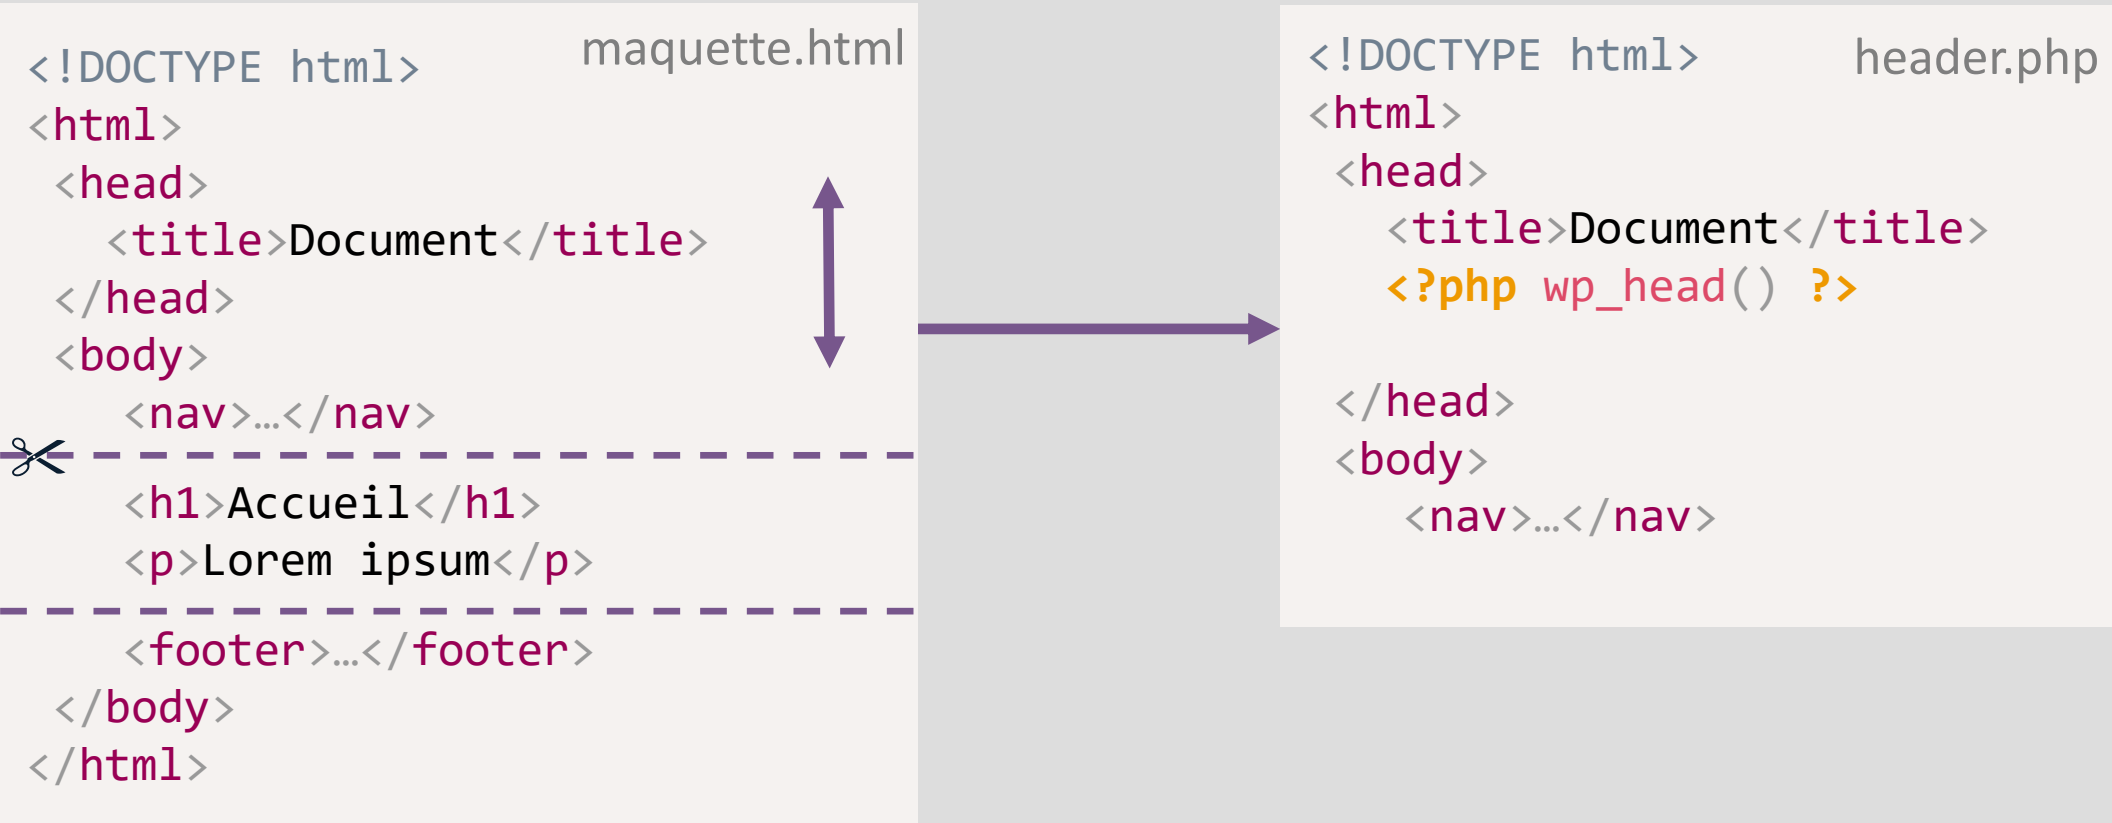 maquette.html
<!DOCTYPE html>
<html>
<head>
<title>Document</title>
</head>
<body>
<nav>…</nav>
<h1>Accueil</h1>
<p>Lorem ipsum</p>
<footer>…</footer>
</body>
</html>
header.php
<!DOCTYPE html>
<html>
<head>
<title>Document</title>
<?php wp_head() ?>
</head>
<body>
<nav>…</nav>